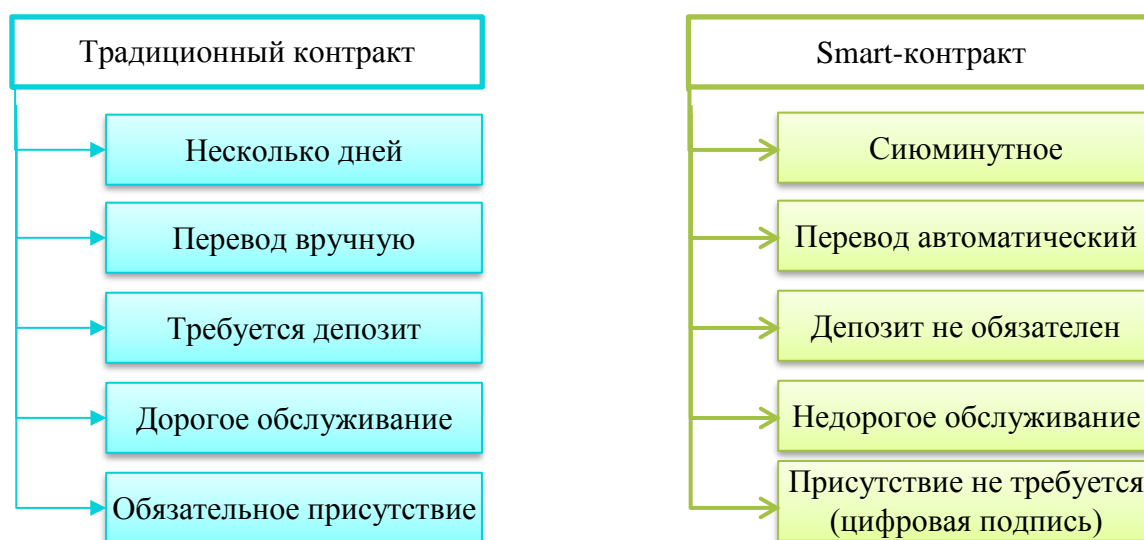 Традиционный контракт
Несколько дней
Перевод вручную
Требуется депозит
Дорогое обслуживание
Обязательное присутствие
Smart-контракт
Сиюминутное
Перевод автоматический
Депозит не обязателен
Недорогое обслуживание
Присутствие не требуется
(цифровая подпись)